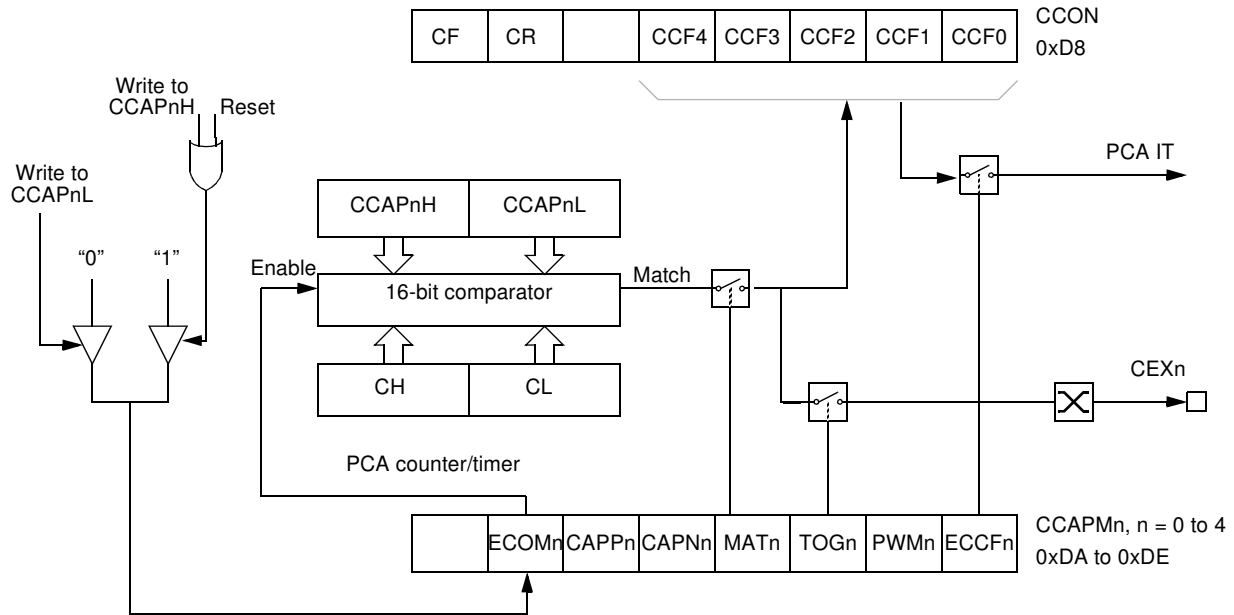 CF CR CCF4 CCF3 CCF2 CCF1 CCF0
CCON
0xD8
Write to
CCAPnH Reset
Write to
CCAPnL
“0” “1”
PCA IT
CCAPnH CCAPnL
Enable
16-bit comparator
Match
CH CL
CEXn
PCA counter/timer
ECOMn CAPPn CAPNn MATn TOGn PWMn ECCFn
CCAPMn, n = 0 to 4
0xDA to 0xDE